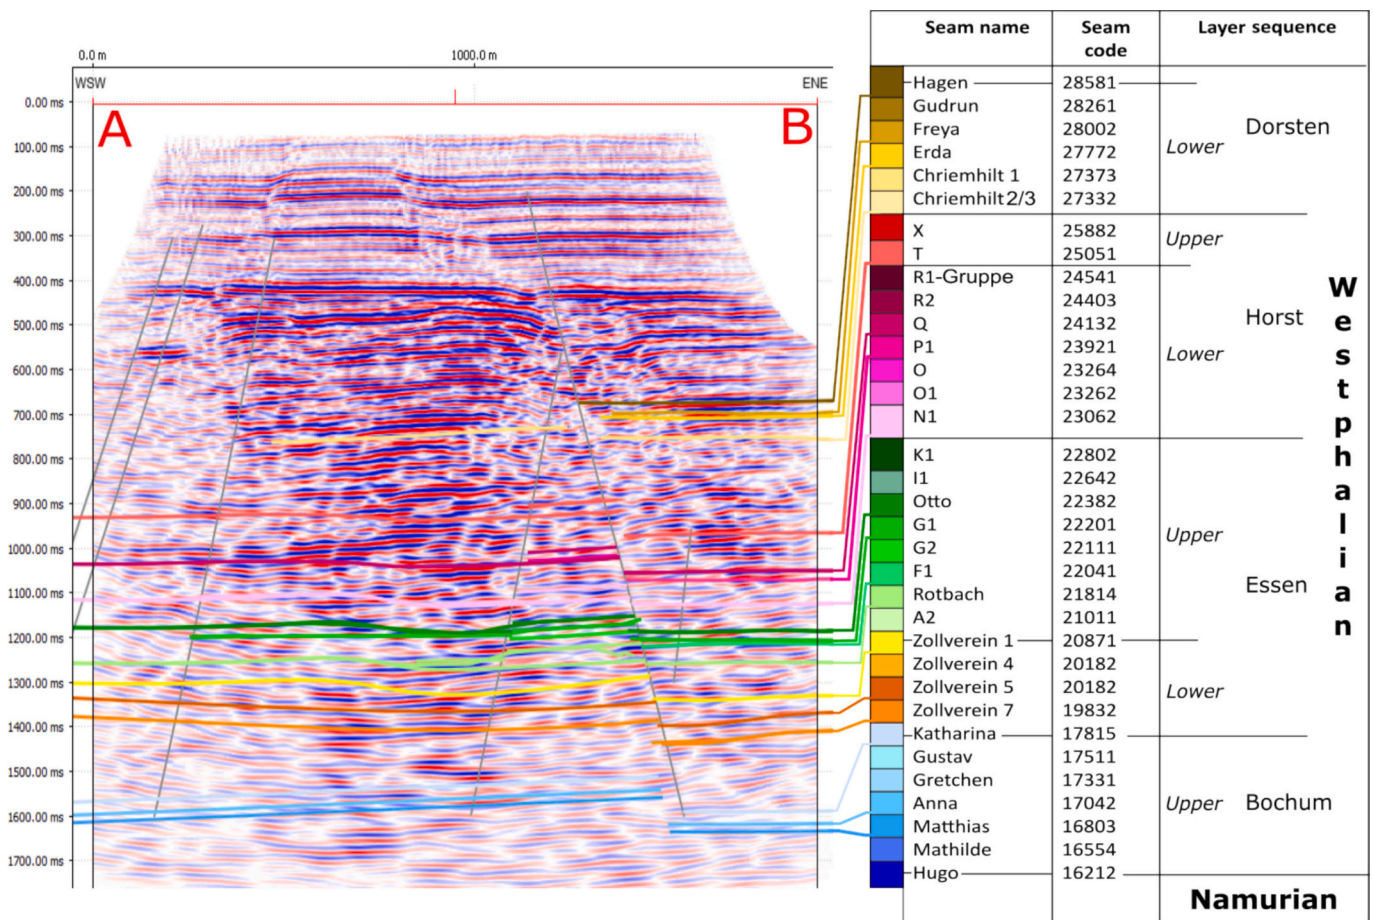 0.0 m 1000.0 m
WSW ENE
A B
0.00 ms
100.00 ms
200.00 ms
300.00 ms
400.00 ms
500.00 ms
600.00 ms
700.00 ms
800.00 ms
900.00 ms
1000.00 ms
1100.00 ms
1200.00 ms
1300.00 ms
1400.00 ms
1500.00 ms
1600.00 ms
1700.00 ms
Seam name Seam code Layer sequence
Hagen 28581
Gudrun 28261
Freya 28002
Erda 27772
Chriemhilt 1 27373
Chriemhilt 2/3 27332
Lower Dorsten
X 25882
T 25051
Upper
R1-Gruppe 24541
R2 24403
Q 24132
P1 23921
O 23264
O1 23262
N1 23062
Lower Horst
K1 22802
I1 22642
Otto 22382
G1 22201
G2 22111
F1 22041
Rotbach 21814
A2 21011
Upper Essen
Zollverein 1 20871
Zollverein 4 20182
Zollverein 5 20182
Zollverein 7 19832
Lower
Katharina 17815
Gustav 17511
Gretchen 17331
Anna 17042
Matthias 16803
Mathilde 16554
Hugo 16212
Upper Bochum
Westphalian
Namurian